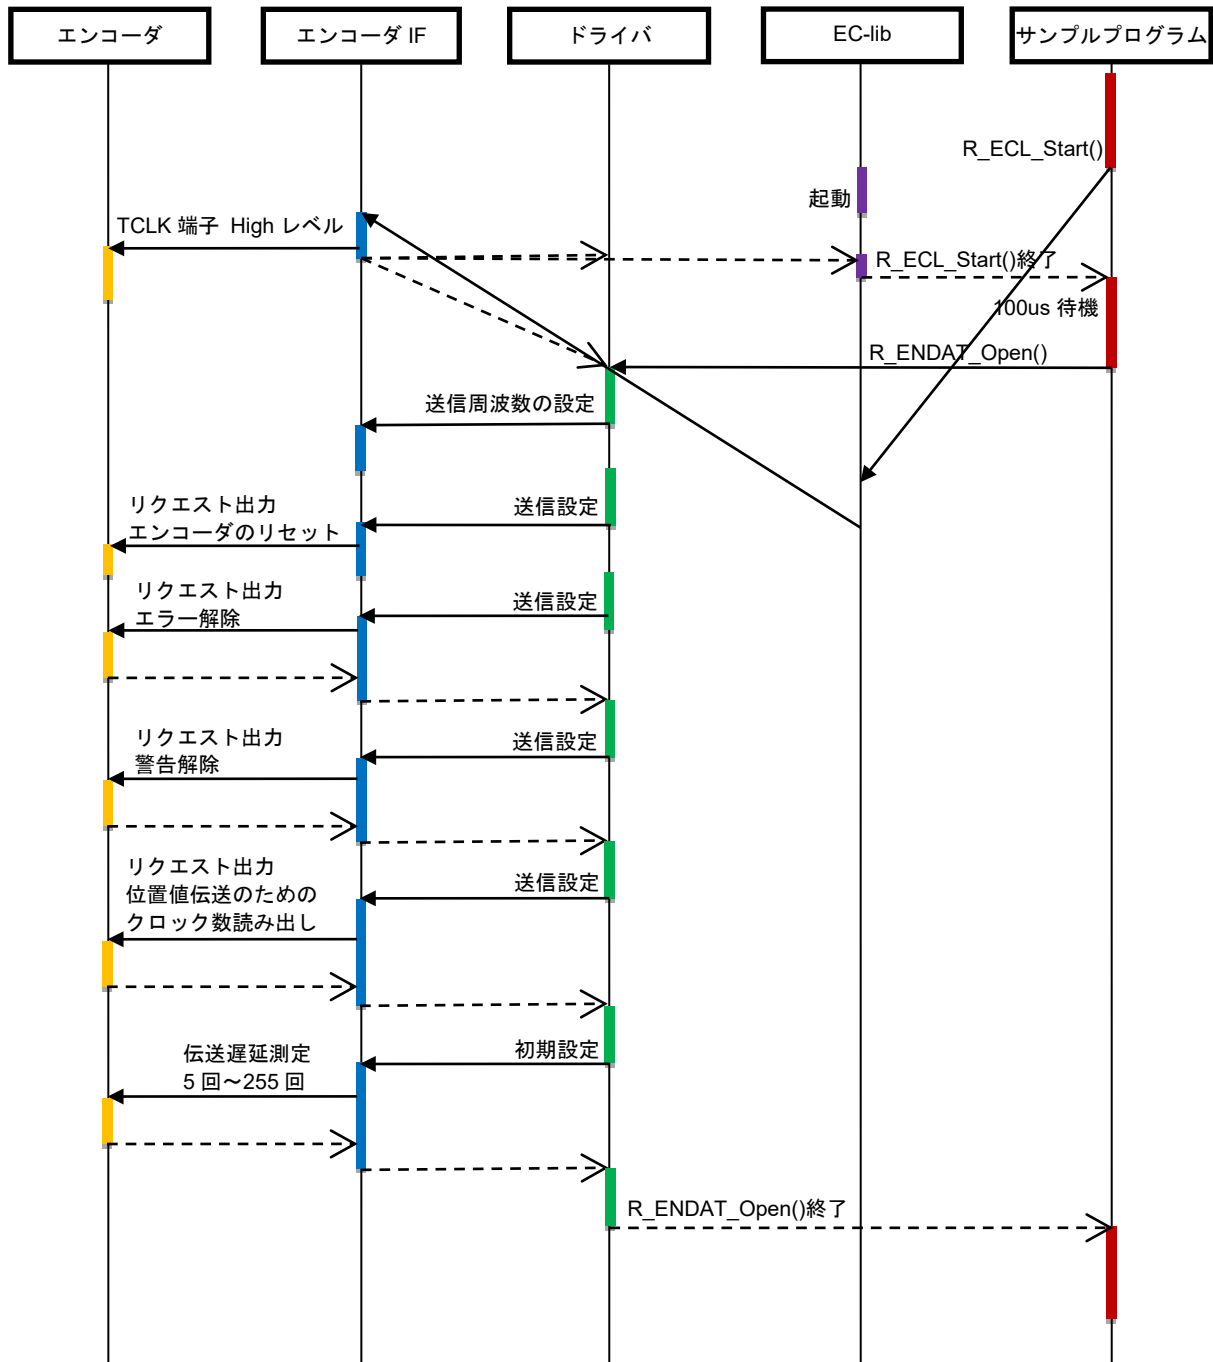 エンコーダ
エンコーダ IF
ドライバ
EC-lib
サンプルプログラム
R_ECL_Start()
起動
TCLK 端子 High レベル
R_ECL_Start()終了
100us 待機
R_ENDAT_Open()
送信周波数の設定
リクエスト出力
エンコーダのリセット
送信設定
リクエスト出力
エラー解除
送信設定
リクエスト出力
警告解除
送信設定
リクエスト出力
位置値伝送のための
クロック数読み出し
送信設定
伝送遅延測定
5 回～255 回
初期設定
R_ENDAT_Open()終了